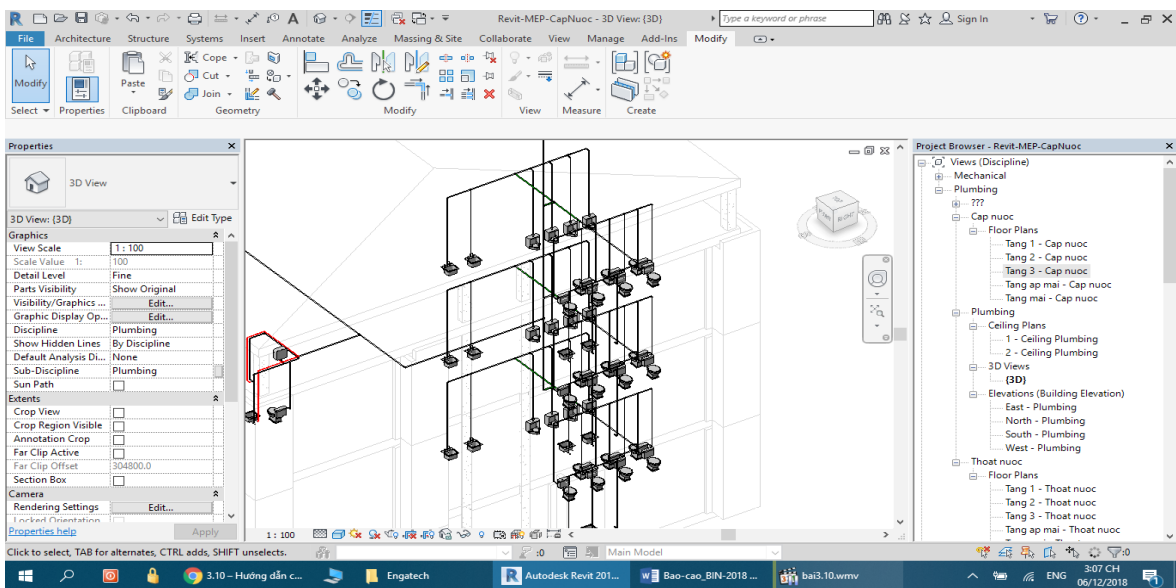 Revit-MEP-CapNuoc - 3D View: {3D}
Type a keyword or phrase
Sign In
File Architecture Structure Systems Insert Annotate Analyze Massing & Site Collaborate View Manage Add-Ins Modify
Modify
Paste
Cope
Cut
Join
Select Properties Clipboard Geometry Modify View Measure Create
Properties
3D View
3D View: {3D} Edit Type
Graphics
View Scale 1 : 100
Scale Value 1: 100
Detail Level Fine
Parts Visibility Show Original
Visibility/Graphics ... Edit...
Graphic Display Op... Edit...
Discipline Plumbing
Show Hidden Lines By Discipline
Default Analysis Di... None
Sub-Discipline Plumbing
Sun Path
Extents
Crop View
Crop Region Visible
Annotation Crop
Far Clip Active
Far Clip Offset 304800.0
Section Box
Camera
Rendering Settings Edit...
Locked Orientation
Properties help Apply
RIGHT
1 : 100
Project Browser - Revit-MEP-CapNuoc
Views (Discipline)
Mechanical
Plumbing
???
Cap nuoc
Floor Plans
Tang 1 - Cap nuoc
Tang 2 - Cap nuoc
Tang 3 - Cap nuoc
Tang ap mai - Cap nuoc
Tang mai - Cap nuoc
Plumbing
Ceiling Plans
1 - Ceiling Plumbing
2 - Ceiling Plumbing
3D Views
{3D}
Elevations (Building Elevation)
East - Plumbing
North - Plumbing
South - Plumbing
West - Plumbing
Thoat nuoc
Floor Plans
Tang 1 - Thoat nuoc
Tang 2 - Thoat nuoc
Tang 3 - Thoat nuoc
Tang ap mai - Thoat nuoc
Click to select, TAB for alternates, CTRL adds, SHIFT unselects. :0 Main Model :0
3.10 – Hướng dẫn c... Engatech Autodesk Revit 201... Bao-cao_BIN-2018 ... bai3.10.wmv ENG 3:07 CH
06/12/2018